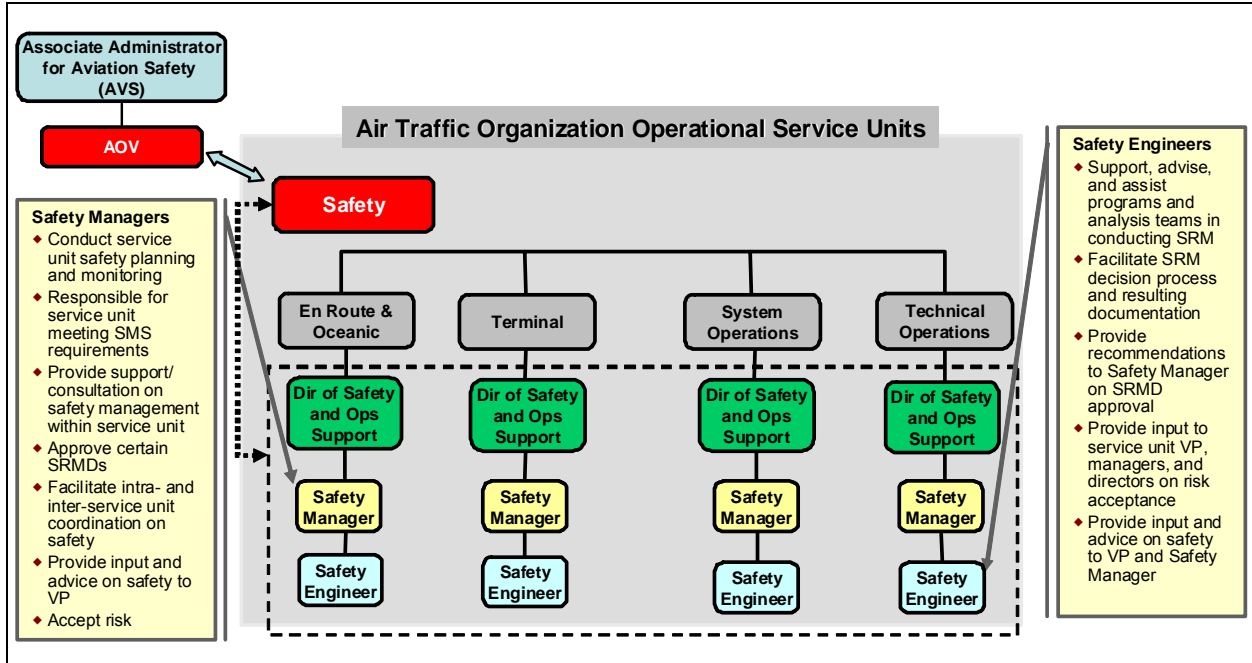 Associate Administrator
for Aviation Safety
(AVS)
AOV
Air Traffic Organization Operational Service Units
Safety
En Route &
Oceanic
Terminal
System
Operations
Technical
Operations
Dir of Safety
and Ops
Support
Dir of Safety
and Ops
Support
Dir of Safety
and Ops
Support
Dir of Safety
and Ops
Support
Safety
Manager
Safety
Manager
Safety
Manager
Safety
Manager
Safety
Engineer
Safety
Engineer
Safety
Engineer
Safety
Engineer
Safety Managers
◆ Conduct service
unit safety planning
and monitoring
◆ Responsible for
service unit
meeting SMS
requirements
◆ Provide support/
consultation on
safety management
within service unit
◆ Approve certain
SRMDs
◆ Facilitate intra- and
inter-service unit
coordination on
safety
◆ Provide input and
advice on safety to
VP
◆ Accept risk
Safety Engineers
◆ Support, advise,
and assist
programs and
analysis teams in
conducting SRM
◆ Facilitate SRM
decision process
and resulting
documentation
◆ Provide
recommendations
to Safety Manager
on SRMD
approval
◆ Provide input to
service unit VP,
managers, and
directors on risk
acceptance
◆ Provide input and
advice on safety
to VP and Safety
Manager